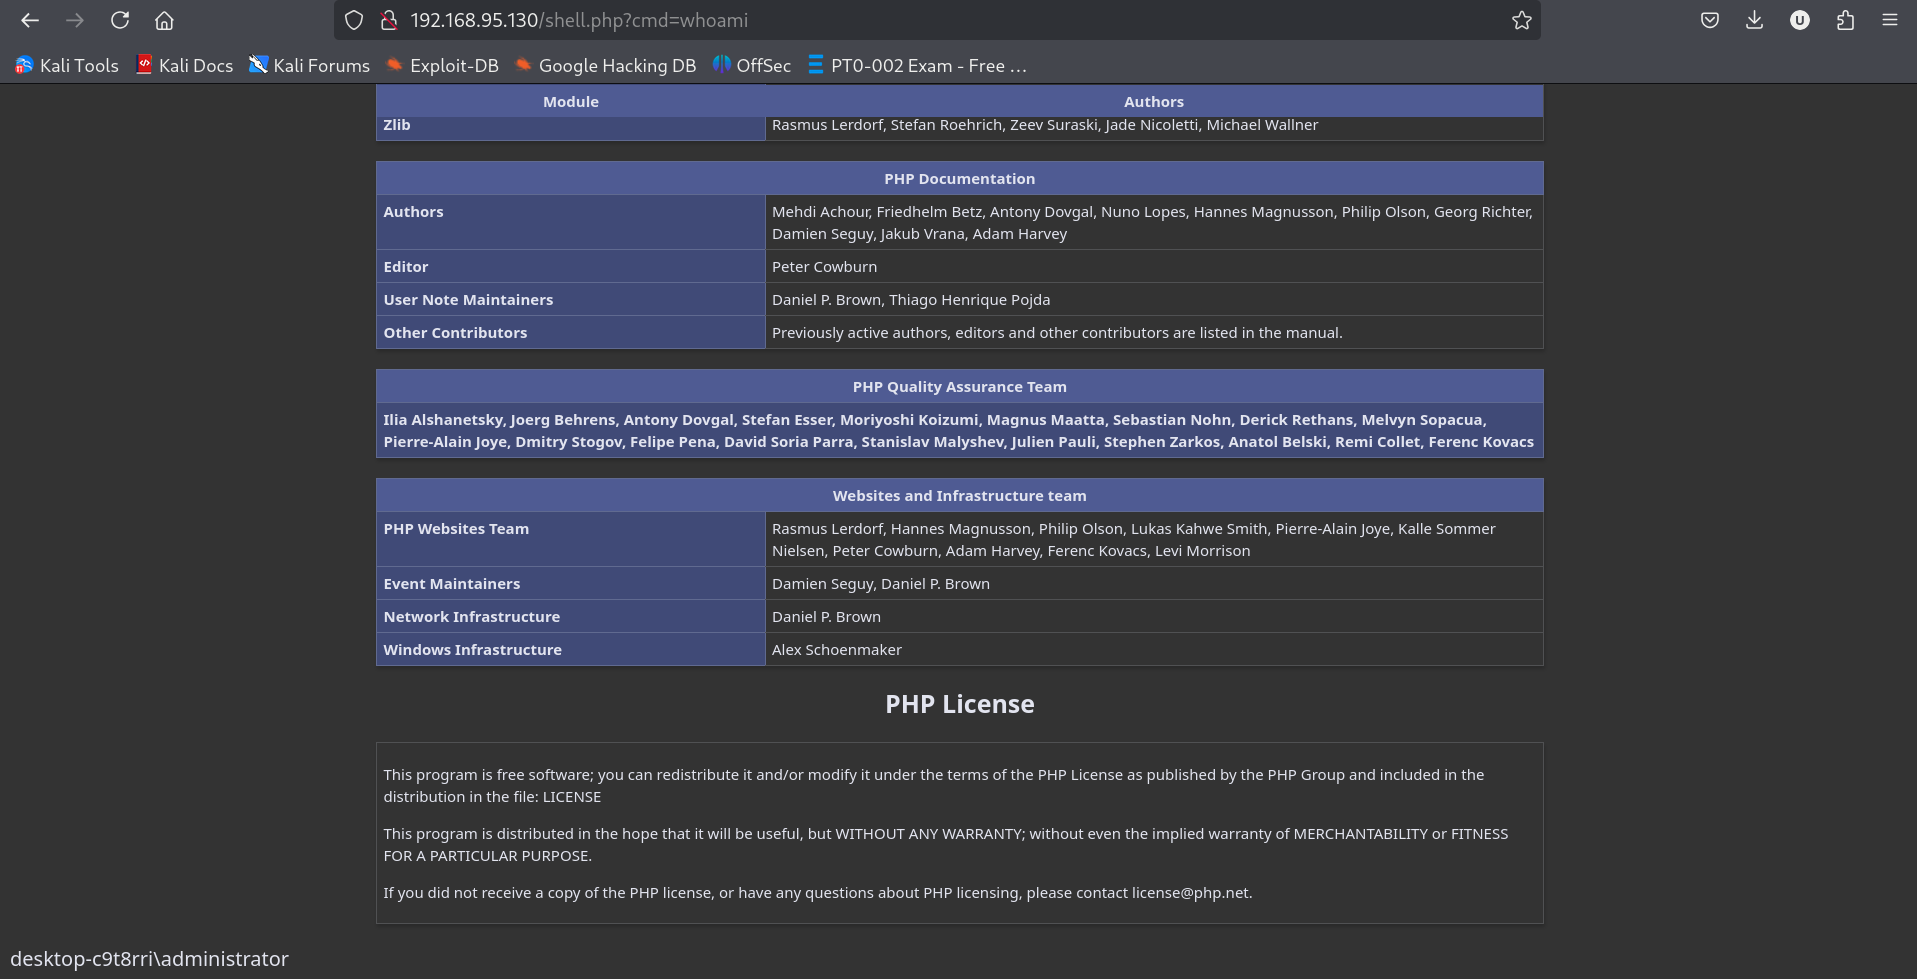 192.168.95.130/shell.php?cmd=whoami
U
Kali Tools Kali Docs Kali Forums Exploit-DB Google Hacking DB OffSec PT0-002 Exam - Free …
Module Authors
Zlib Rasmus Lerdorf, Stefan Roehrich, Zeev Suraski, Jade Nicoletti, Michael Wallner
PHP Documentation
Authors Mehdi Achour, Friedhelm Betz, Antony Dovgal, Nuno Lopes, Hannes Magnusson, Philip Olson, Georg Richter,
Damien Seguy, Jakub Vrana, Adam Harvey
Editor Peter Cowburn
User Note Maintainers Daniel P. Brown, Thiago Henrique Pojda
Other Contributors Previously active authors, editors and other contributors are listed in the manual.
PHP Quality Assurance Team
Ilia Alshanetsky, Joerg Behrens, Antony Dovgal, Stefan Esser, Moriyoshi Koizumi, Magnus Maatta, Sebastian Nohn, Derick Rethans, Melvyn Sopacua,
Pierre-Alain Joye, Dmitry Stogov, Felipe Pena, David Soria Parra, Stanislav Malyshev, Julien Pauli, Stephen Zarkos, Anatol Belski, Remi Collet, Ferenc Kovacs
Websites and Infrastructure team
PHP Websites Team Rasmus Lerdorf, Hannes Magnusson, Philip Olson, Lukas Kahwe Smith, Pierre-Alain Joye, Kalle Sommer
Nielsen, Peter Cowburn, Adam Harvey, Ferenc Kovacs, Levi Morrison
Event Maintainers Damien Seguy, Daniel P. Brown
Network Infrastructure Daniel P. Brown
Windows Infrastructure Alex Schoenmaker
PHP License
This program is free software; you can redistribute it and/or modify it under the terms of the PHP License as published by the PHP Group and included in the
distribution in the file: LICENSE
This program is distributed in the hope that it will be useful, but WITHOUT ANY WARRANTY; without even the implied warranty of MERCHANTABILITY or FITNESS
FOR A PARTICULAR PURPOSE.
If you did not receive a copy of the PHP license, or have any questions about PHP licensing, please contact license@php.net.
desktop-c9t8rri\administrator